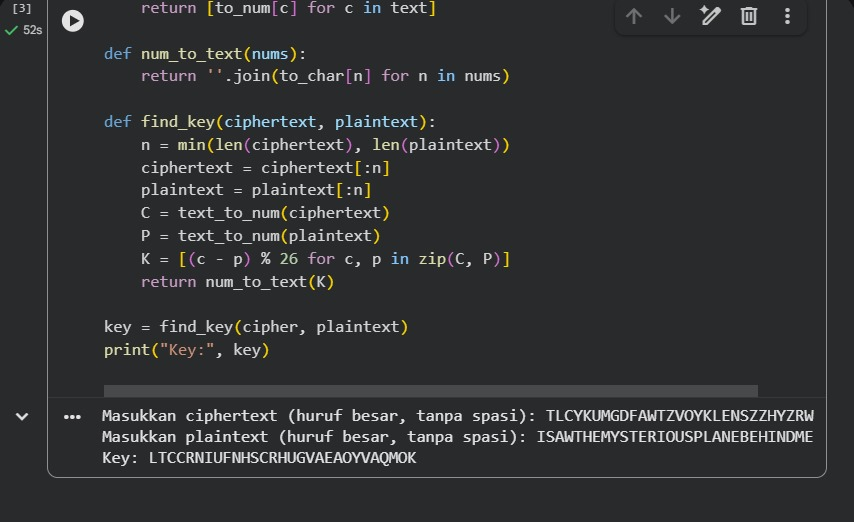 [3]
return [to_num[c] for c in text]
52s
def num_to_text(nums):
return ''.join(to_char[n] for n in nums)
def find_key(ciphertext, plaintext):
n = min(len(ciphertext), len(plaintext))
ciphertext = ciphertext[:n]
plaintext = plaintext[:n]
C = text_to_num(ciphertext)
P = text_to_num(plaintext)
K = [(c - p) % 26 for c, p in zip(C, P)]
return num_to_text(K)
key = find_key(cipher, plaintext)
print("Key:", key)
Masukkan ciphertext (huruf besar, tanpa spasi): TLCYKUMGDFAWTZVOYKLENSZZHYZRW
Masukkan plaintext (huruf besar, tanpa spasi): ISAWTHEMYSTERIOUSPLANEBEHINDME
Key: LTCCRNIUFNHSCRHUGVAEAOYVAQMOK